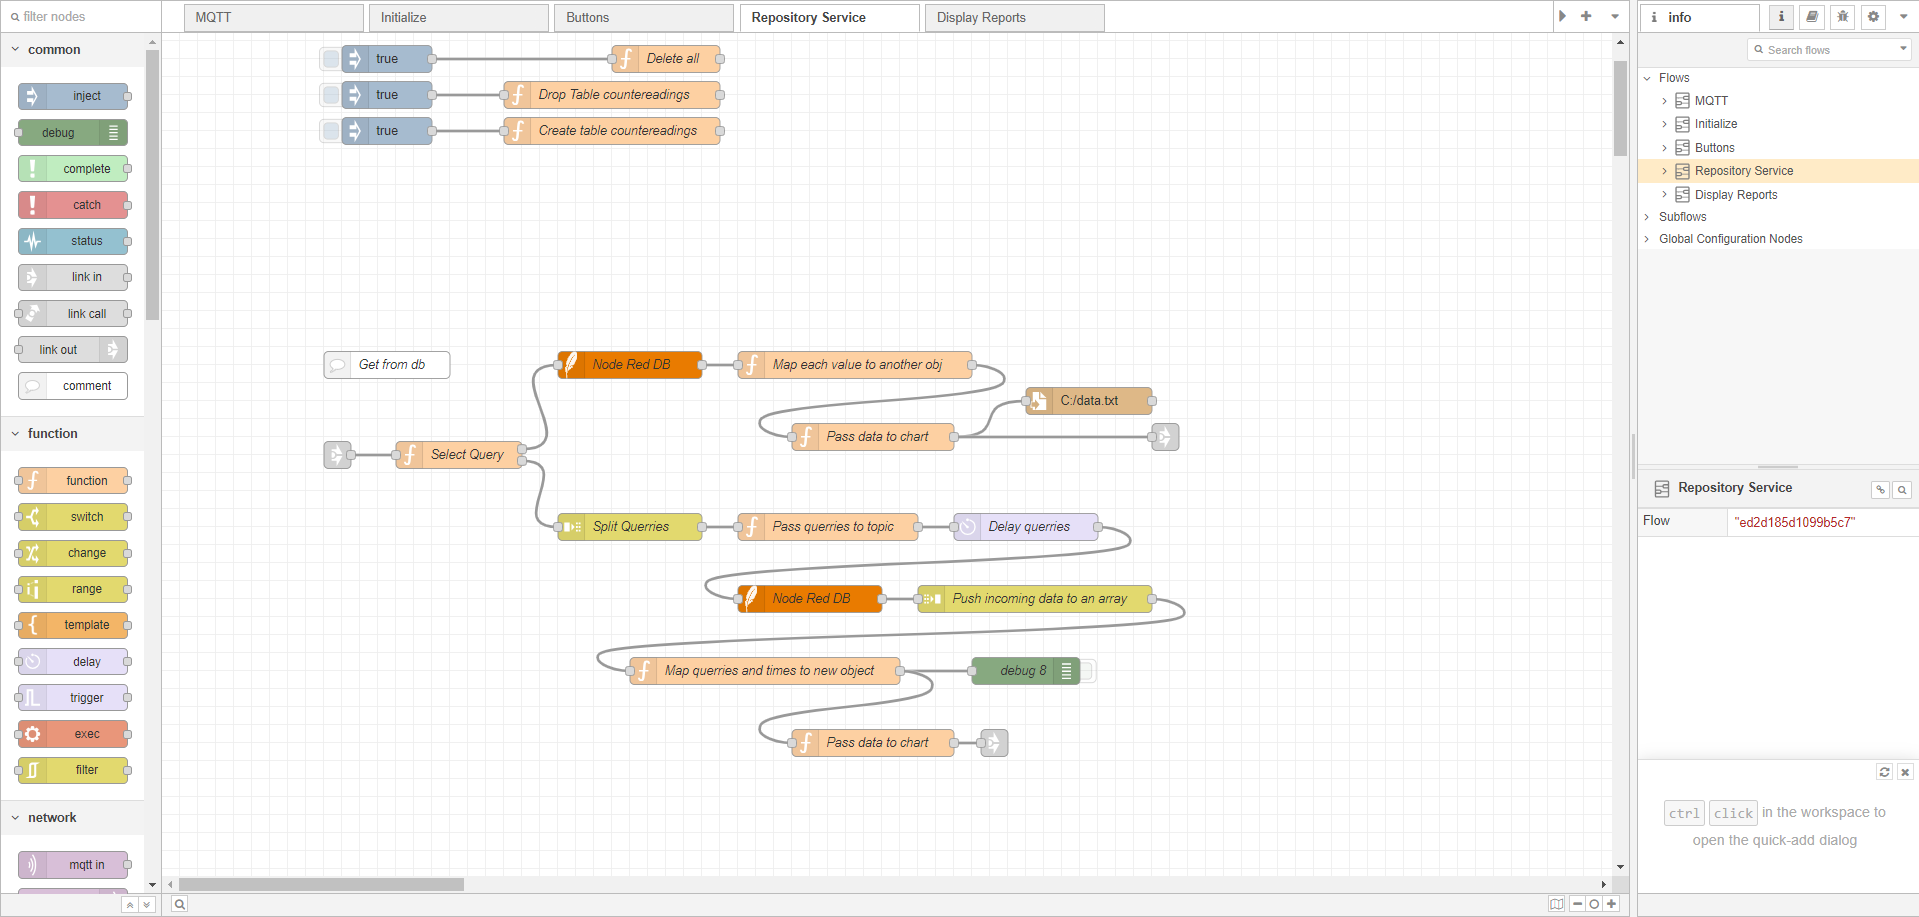 filter nodes
MQTT
Initialize
Buttons
Repository Service
Display Reports
info
Search flows
common
inject
debug
complete
catch
status
link in
link call
link out
comment
function
function
switch
change
range
template
delay
trigger
exec
filter
network
mqtt in
true
Delete all
true
Drop Table countereadings
true
Create table countereadings
Get from db
Node Red DB
Map each value to another obj
C:/data.txt
Pass data to chart
Select Query
Split Querries
Pass querries to topic
Delay querries
Node Red DB
Push incoming data to an array
Map querries and times to new object
debug 8
Pass data to chart
Flows
MQTT
Initialize
Buttons
Repository Service
Display Reports
Subflows
Global Configuration Nodes
Repository Service
Flow "ed2d185d1099b5c7"
ctrl click in the workspace to
open the quick-add dialog